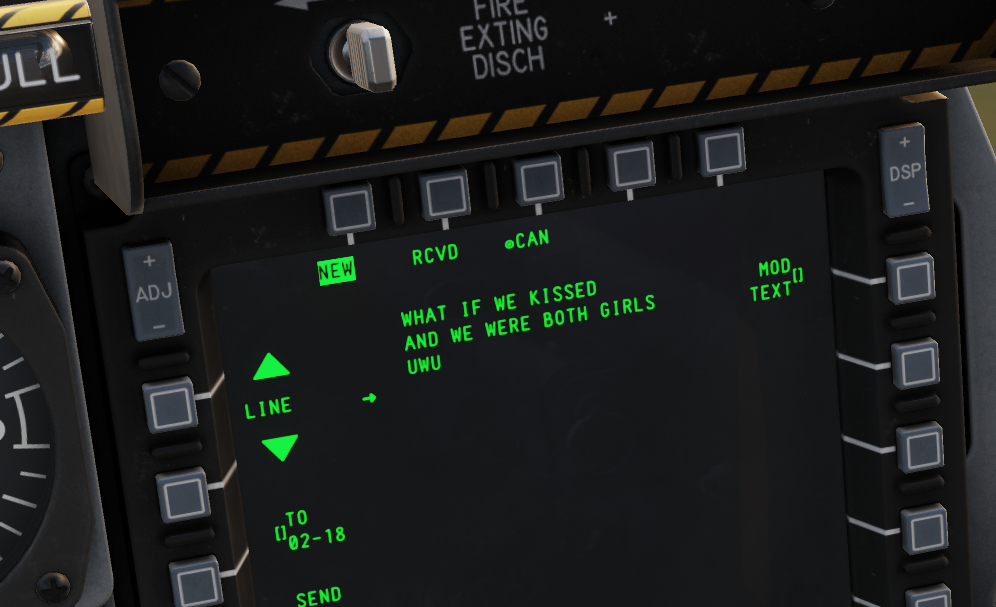 FIRE
EXTING
DISCH
ULL
DSP
ADJ
NEW
RCVD
CAN
WHAT IF WE KISSED
AND WE WERE BOTH GIRLS
UWU
MOD
TEXT
LINE
TO
02-18
SEND